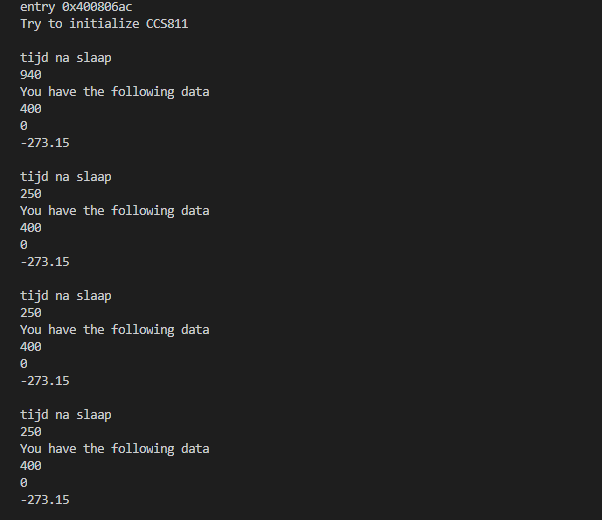 entry 0x400806ac
Try to initialize CCS811
tijd na slaap
940
You have the following data
400
0
-273.15
tijd na slaap
250
You have the following data
400
0
-273.15
tijd na slaap
250
You have the following data
400
0
-273.15
tijd na slaap
250
You have the following data
400
0
-273.15